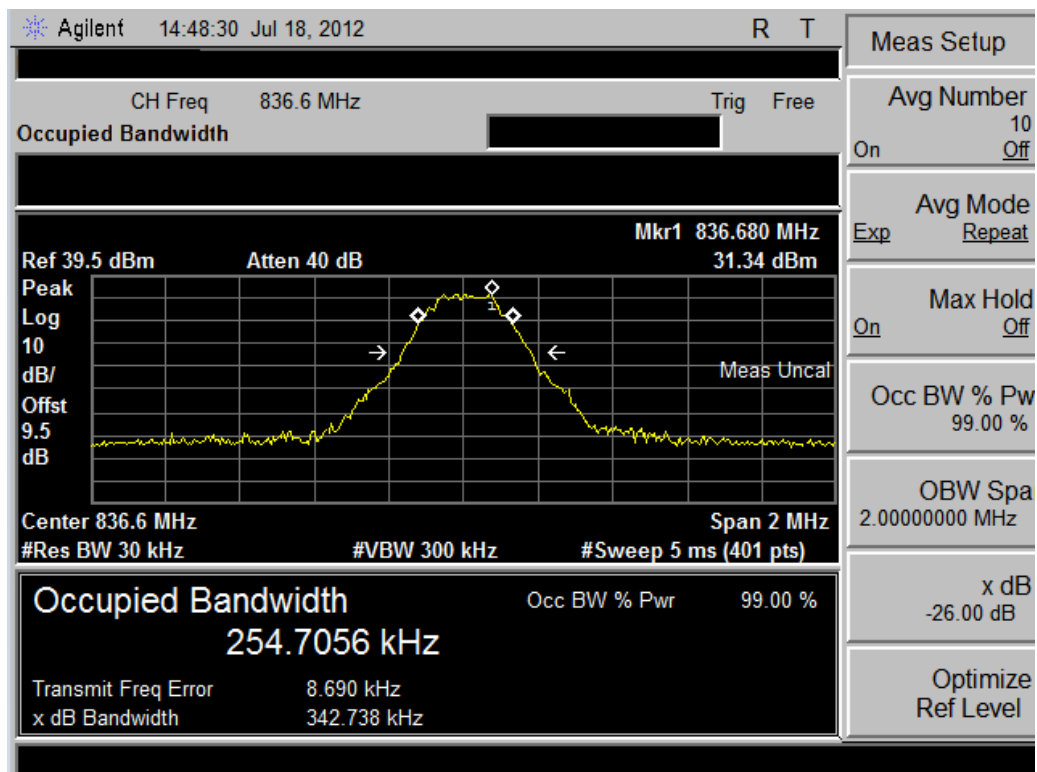 Agilent 14:48:30 Jul 18, 2012 R T
Meas Setup
CH Freq 836.6 MHz Trig Free
Occupied Bandwidth
Avg Number
10
On Off
Avg Mode
Exp Repeat
Max Hold
On Off
Occ BW % Pw
99.00 %
OBW Spa
2.00000000 MHz
x dB
-26.00 dB
Optimize
Ref Level
Mkr1 836.680 MHz
Ref 39.5 dBm Atten 40 dB 31.34 dBm
Peak
Log
10
dB/
Offst
9.5
dB
1
Meas Uncal
Center 836.6 MHz Span 2 MHz
#Res BW 30 kHz #VBW 300 kHz #Sweep 5 ms (401 pts)
Occupied Bandwidth Occ BW % Pwr 99.00 %
254.7056 kHz
Transmit Freq Error 8.690 kHz
x dB Bandwidth 342.738 kHz